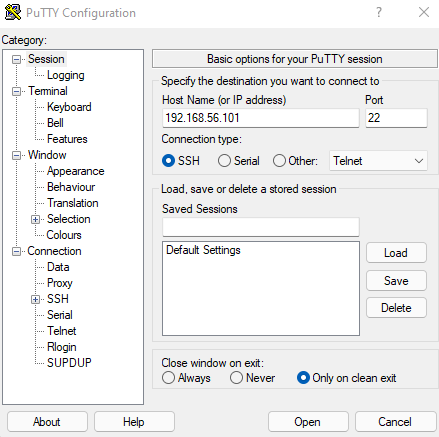 PuTTY Configuration
Category:
Session
Logging
Terminal
Keyboard
Bell
Features
Window
Appearance
Behaviour
Translation
Selection
Colours
Connection
Data
Proxy
SSH
Serial
Telnet
Rlogin
SUPDUP
Basic options for your PuTTY session
Specify the destination you want to connect to
Host Name (or IP address) Port
192.168.56.101 22
Connection type:
SSH Serial Other: Telnet
Load, save or delete a stored session
Saved Sessions
Default Settings
Load
Save
Delete
Close window on exit:
Always Never Only on clean exit
About Help Open Cancel